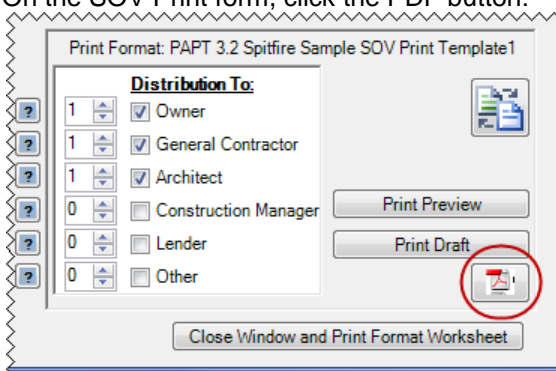 On the SOV Print form, click the PDF button.
Print Format: PAPT 3.2 Spitfire Sample SOV Print Template1
Distribution To:
? 1 Owner
? 1 General Contractor
? 1 Architect
? 0 Construction Manager
Print Preview
? 0 Lender
Print Draft
? 0 Other
Close Window and Print Format Worksheet